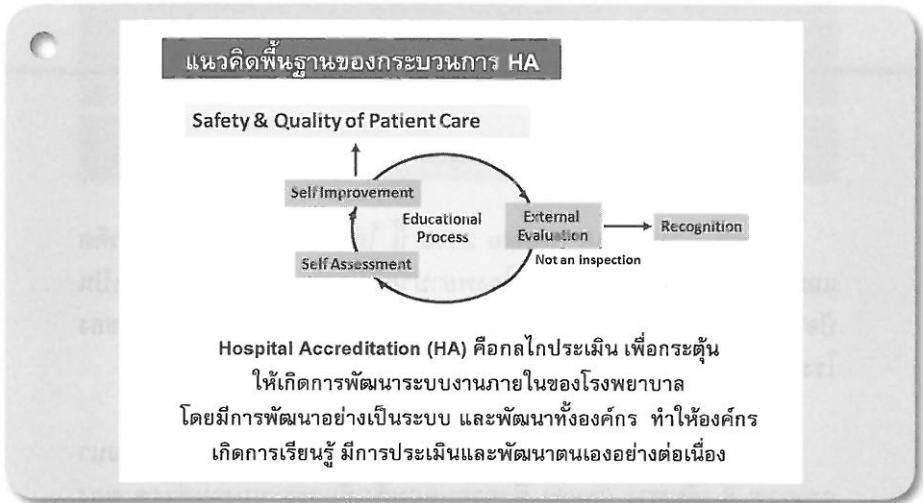 แนวคิดพื้นฐานของกระบวนการ HA
Safety & Quality of Patient Care
Self Improvement
Educational
Process
External
Evaluation
Recognition
Self Assessment
Not an inspection
Hospital Accreditation (HA) คือกลไกประเมิน เพื่อกระตุ้น
ให้เกิดการพัฒนาระบบงานภายในของโรงพยาบาล
โดยมีการพัฒนาอย่างเป็นระบบ และพัฒนาทั้งองค์กร ทำให้องค์กร
เกิดการเรียนรู้ มีการประเมินและพัฒนาตนเองอย่างต่อเนื่อง